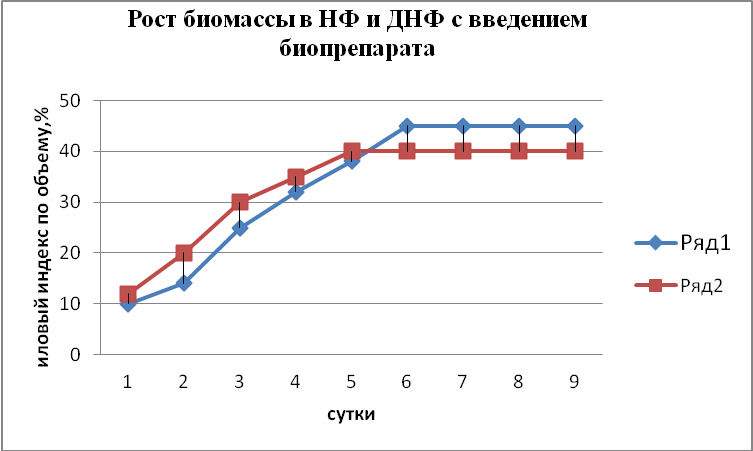 Рост биомассы в НФ и ДНФ с введением
биопрепарата
иловый индекс по объему,%
50
40
30
20
10
0
1 2 3 4 5 6 7 8 9
сутки
Ряд1
Ряд2